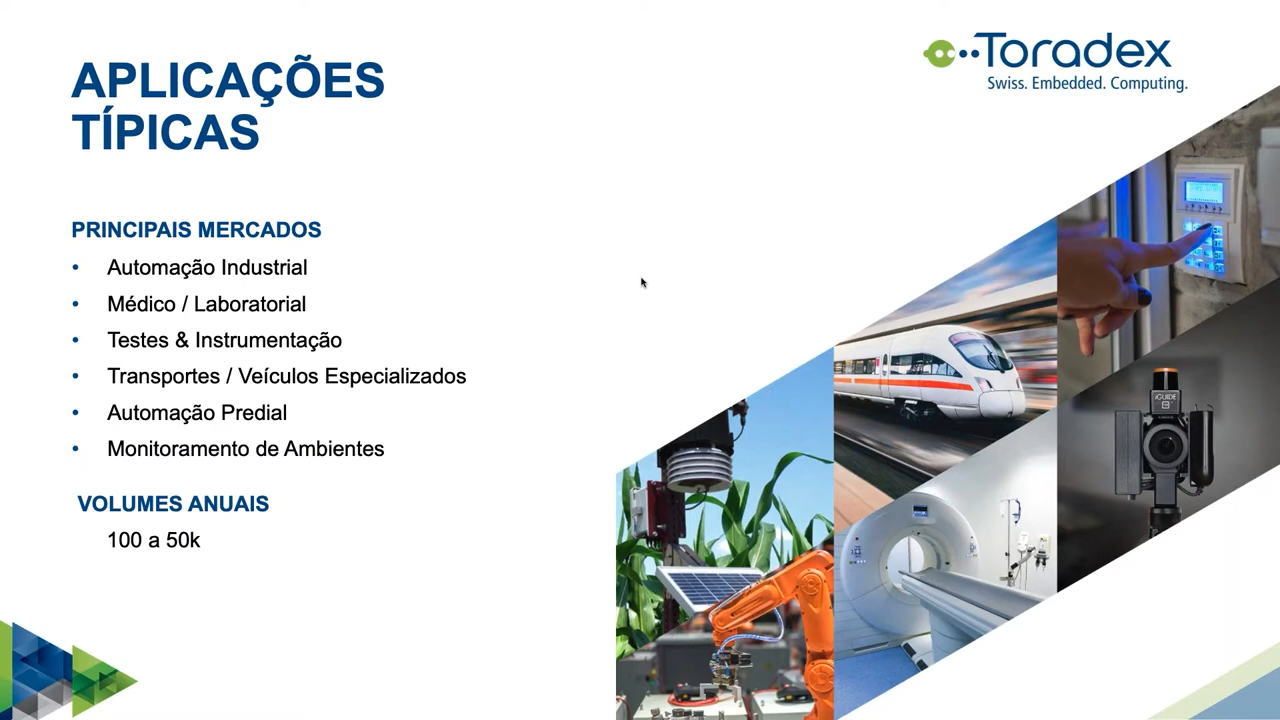 APLICAÇÕES
TÍPICAS
Toradex
Swiss. Embedded. Computing.
PRINCIPAIS MERCADOS
• Automação Industrial
• Médico / Laboratorial
• Testes & Instrumentação
• Transportes / Veículos Especializados
• Automação Predial
• Monitoramento de Ambientes
VOLUMES ANUAIS
100 a 50k
iGUIDE